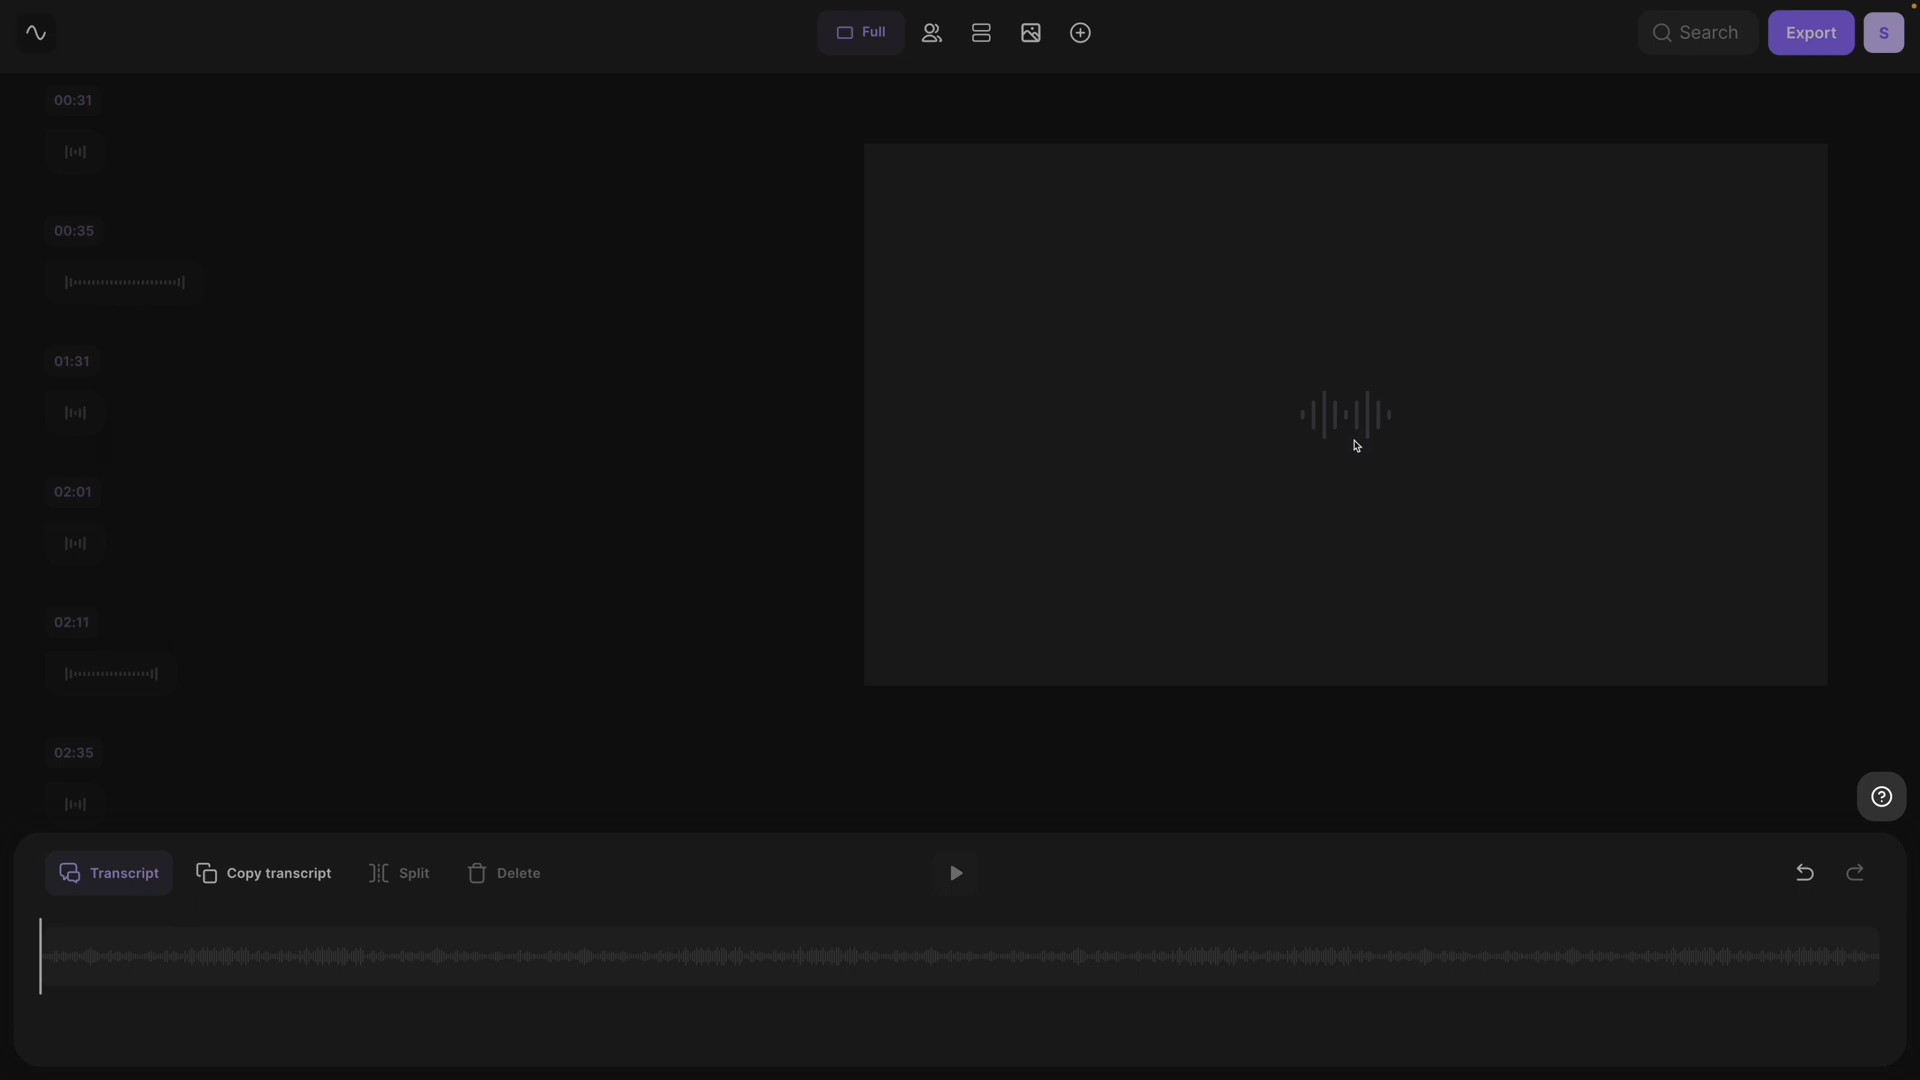 Full
Search
Export
S
00:31
00:35
01:31
02:01
02:11
02:35
Transcript
Copy transcript
Split
Delete